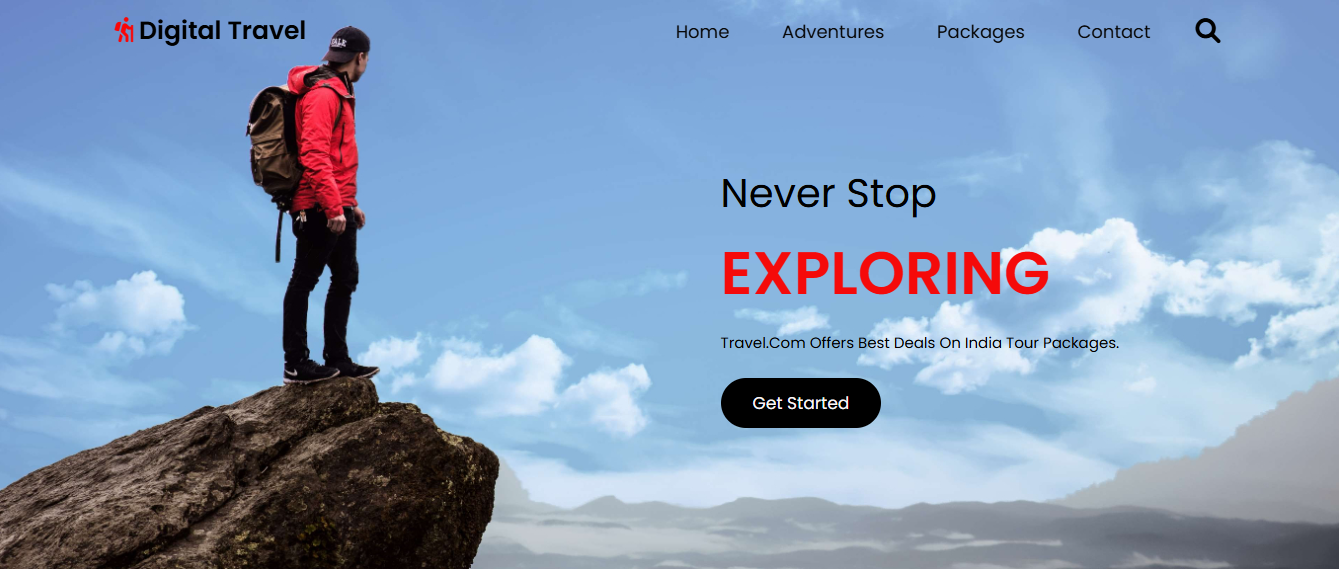 Digital Travel
Home
Adventures
Packages
Contact
Never Stop
EXPLORING
Travel.Com Offers Best Deals On India Tour Packages.
Get Started